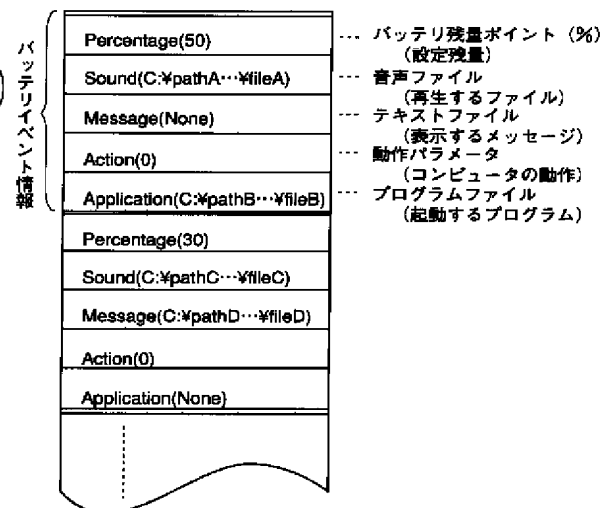 バッテリイベント情報
Percentage(50)
… バッテリ残量ポイント（%）
（設定残量）
Sound(C:¥pathA…¥fileA)
… 音声ファイル
（再生するファイル）
Message(None)
… テキストファイル
（表示するメッセージ）
Action(0)
… 動作パラメータ
（コンピュータの動作）
Application(C:¥pathB…¥fileB)
… プログラムファイル
（起動するプログラム）
Percentage(30)
Sound(C:¥pathC…¥fileC)
Message(C:¥pathD…¥fileD)
Action(0)
Application(None)